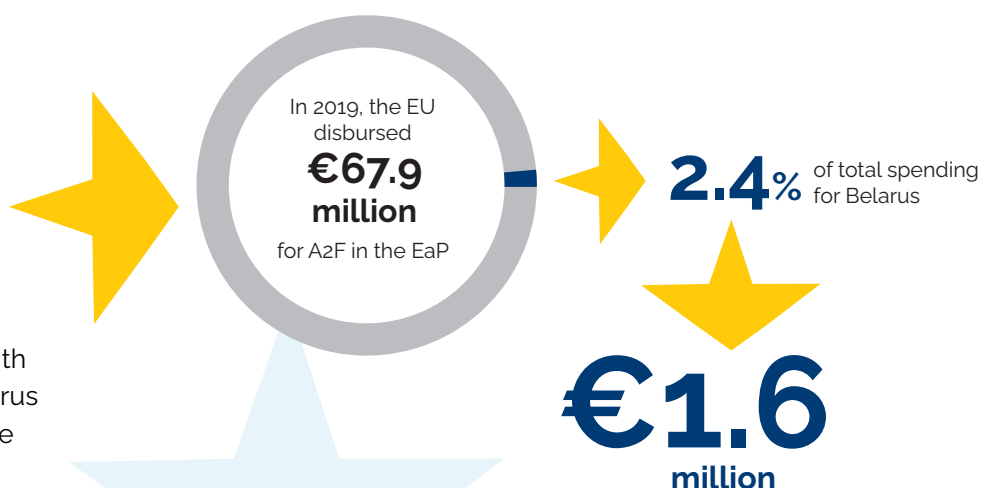 In 2019, the EU
disbursed
€67.9
million
for A2F in the EaP
2.4% of total spending
for Belarus
€1.6
million